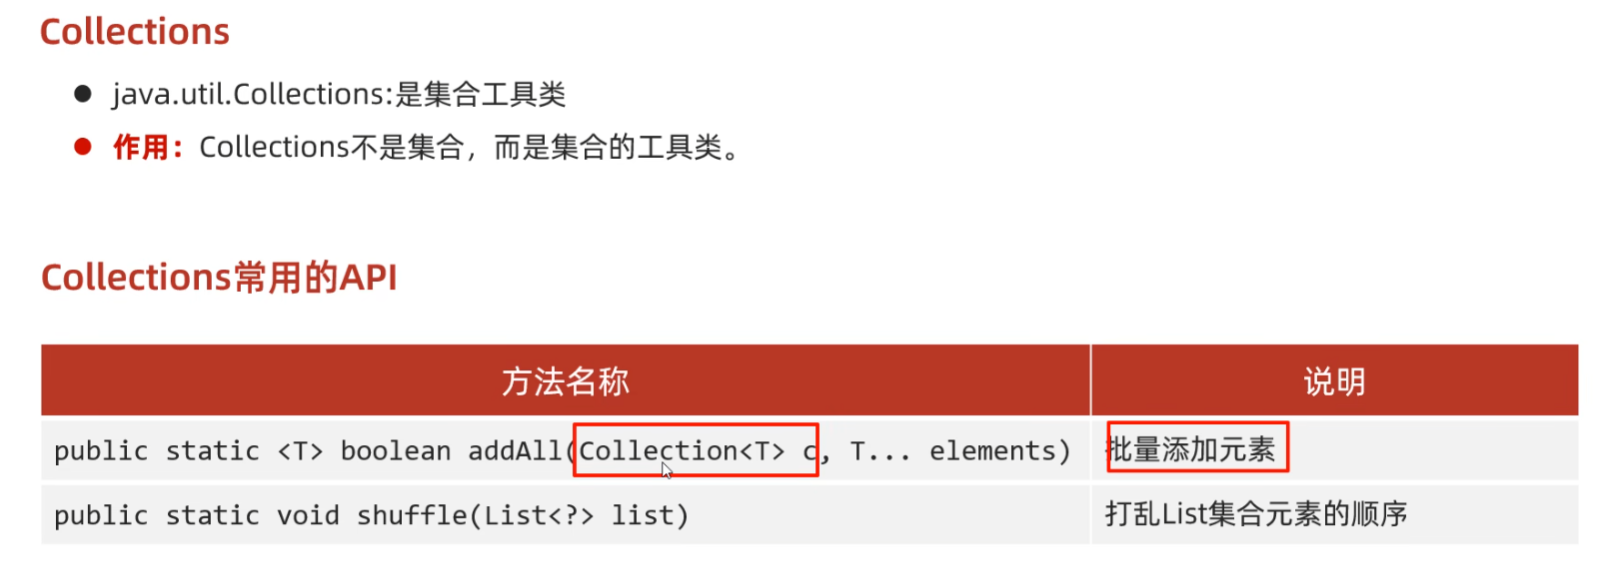 Collections
java.util.Collections:是集合工具类
作用：Collections不是集合，而是集合的工具类。
Collections常用的API
方法名称 说明
public static <T> boolean addAll(Collection<T> c, T... elements) 批量添加元素
public static void shuffle(List<?> list) 打乱List集合元素的顺序